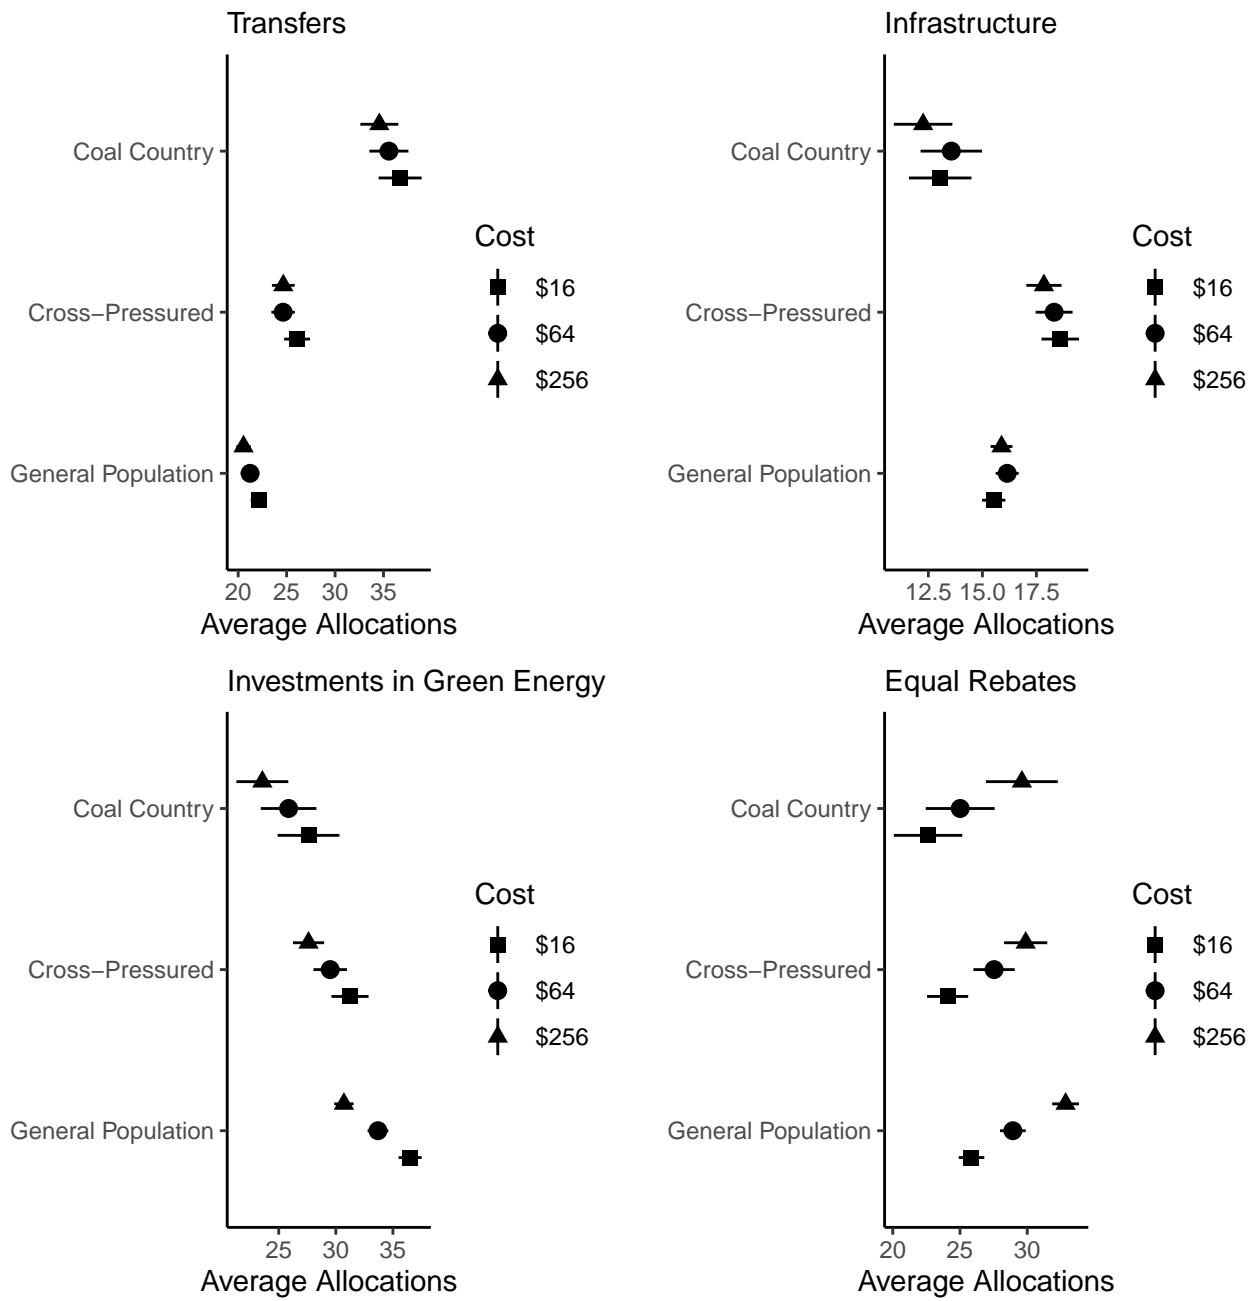 Transfers
Coal Country
Cross−Pressured
General Population
20 25 30 35
Average Allocations
Cost
$16
$64
$256
Infrastructure
Coal Country
Cross−Pressured
General Population
12.5 15.0 17.5
Average Allocations
Cost
$16
$64
$256
Investments in Green Energy
Coal Country
Cross−Pressured
General Population
25 30 35
Average Allocations
Cost
$16
$64
$256
Equal Rebates
Coal Country
Cross−Pressured
General Population
20 25 30
Average Allocations
Cost
$16
$64
$256